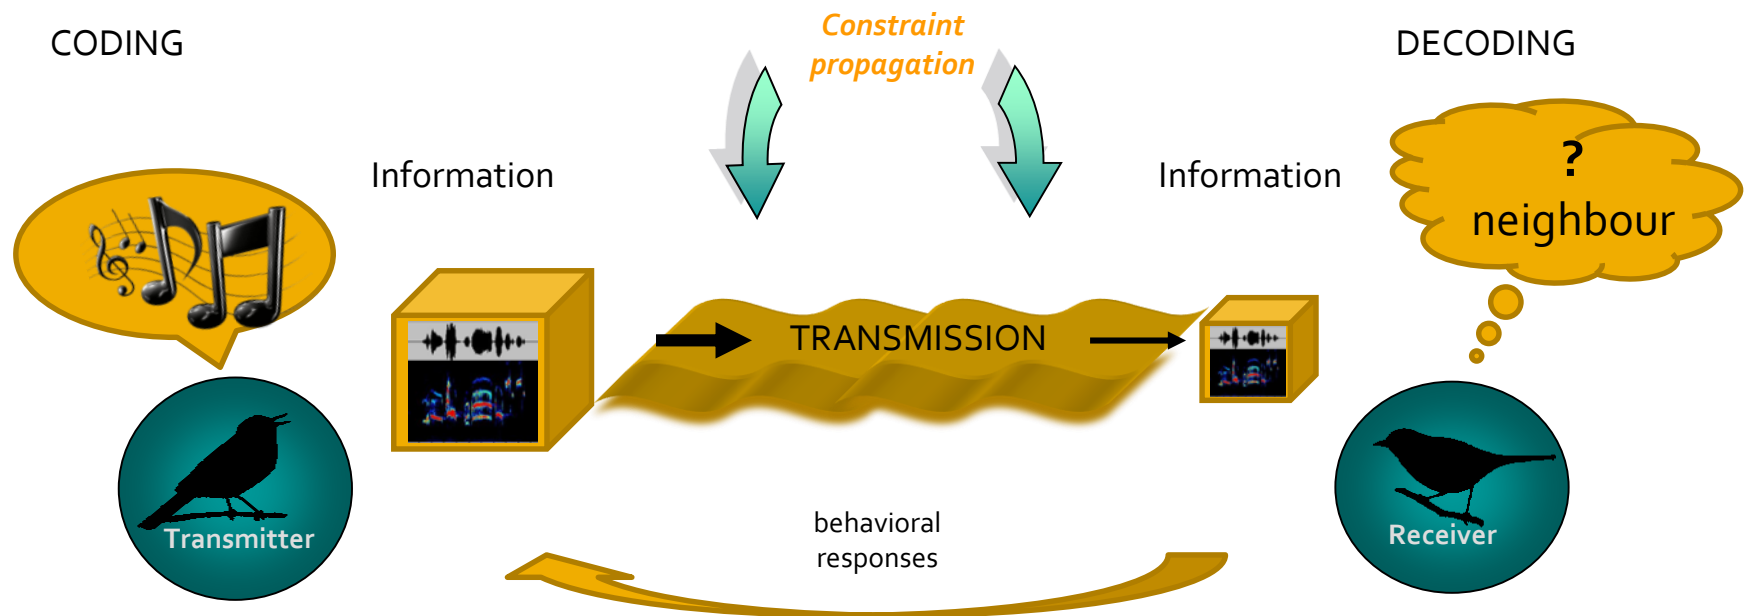 CODING
Constraint
propagation
DECODING
Information
Information
?
neighbour
TRANSMISSION
Transmitter
behavioral
responses
Receiver